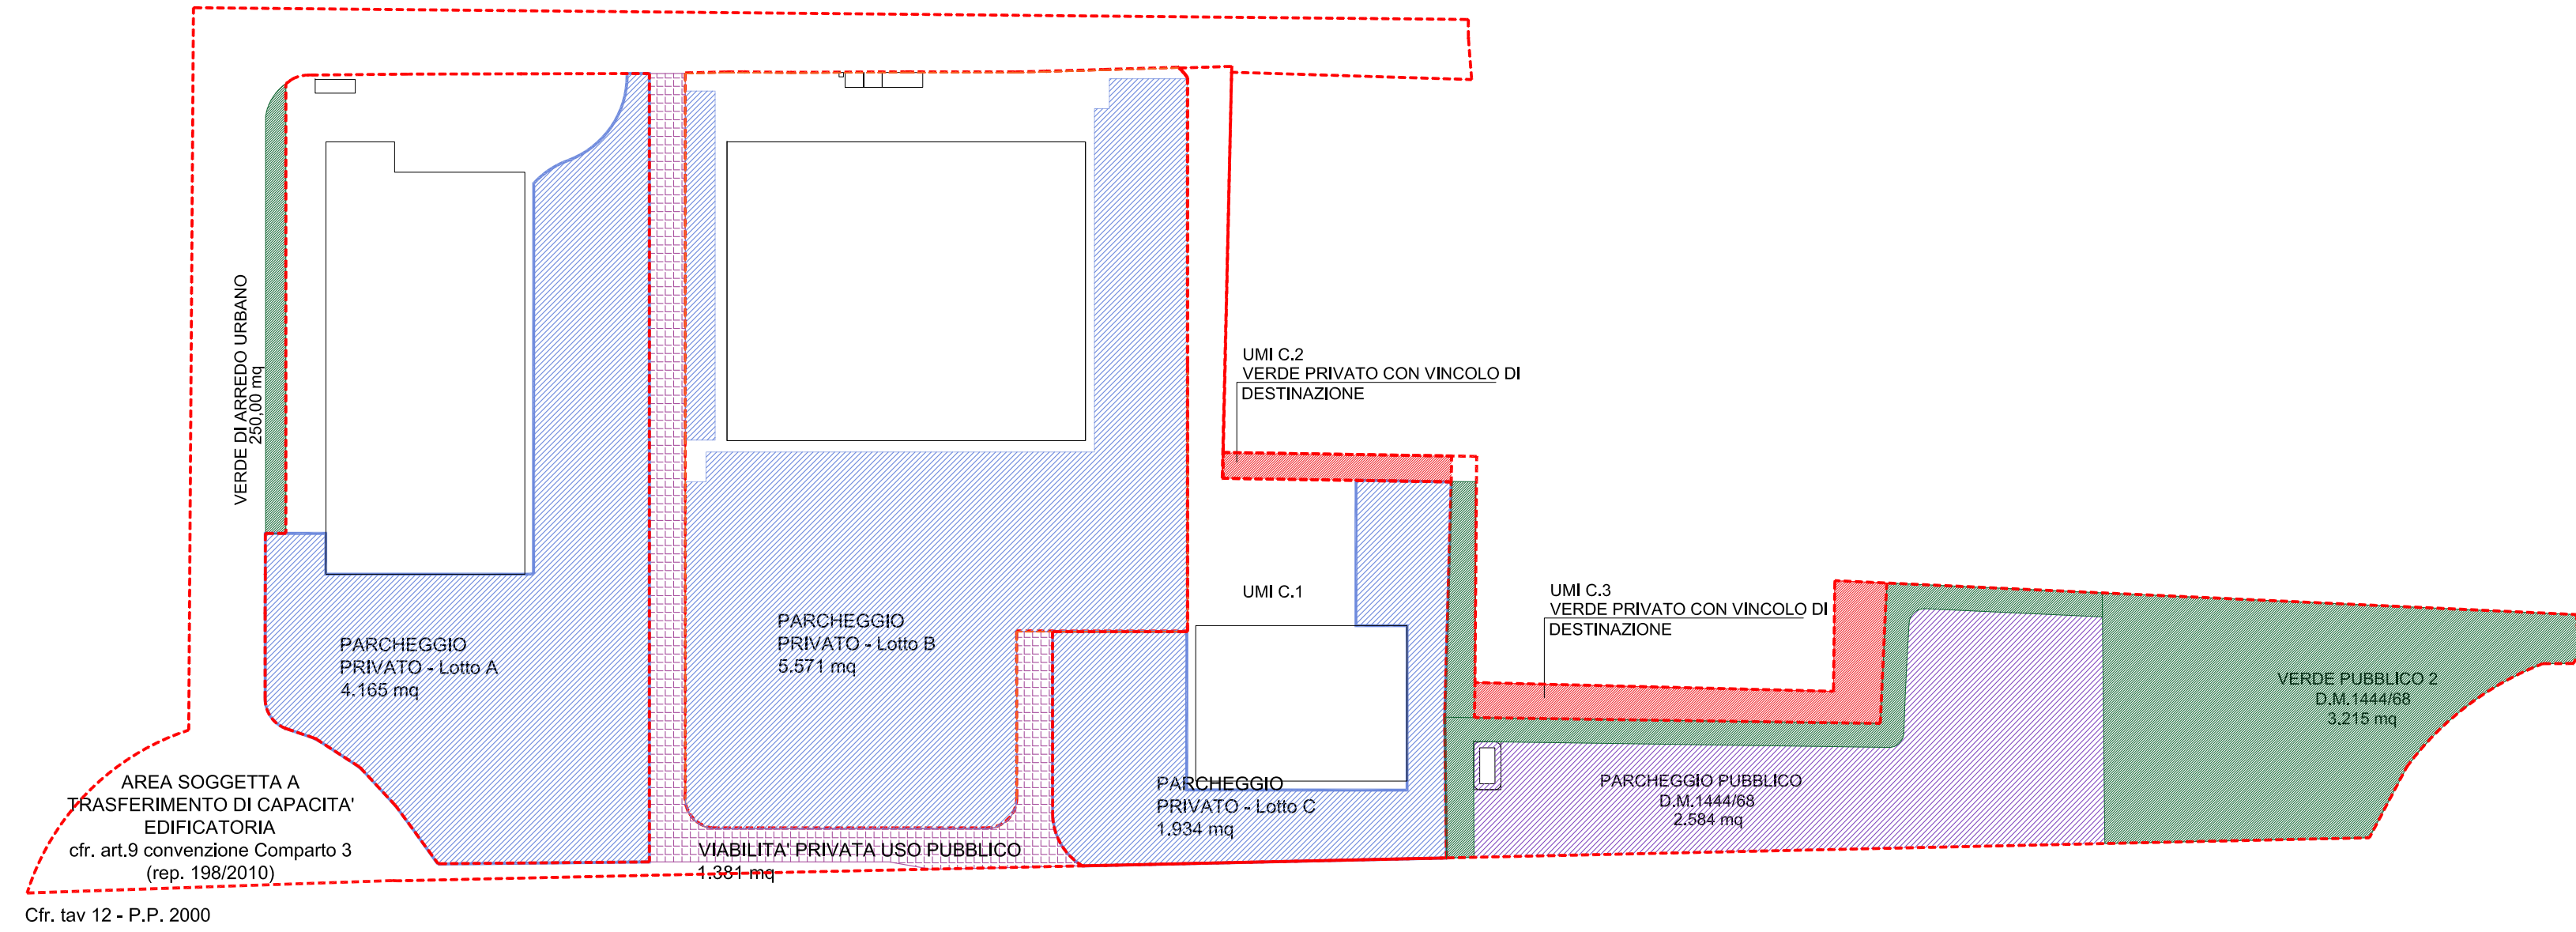 VERDE DI ARREDO URBANO
250,00 mq
UMI C.2
VERDE PRIVATO CON VINCOLO DI
DESTINAZIONE
UMI C.1
UMI C.3
VERDE PRIVATO CON VINCOLO DI
DESTINAZIONE
PARCHEGGIO
PRIVATO - Lotto A
4.165 mq
PARCHEGGIO
PRIVATO - Lotto B
5.571 mq
VERDE PUBBLICO 2
D.M.1444/68
3.215 mq
PARCHEGGIO
PRIVATO - Lotto C
1.934 mq
PARCHEGGIO PUBBLICO
D.M.1444/68
2.584 mq
AREA SOGGETTA A
TRASFERIMENTO DI CAPACITA'
EDIFICATORIA
cfr. art.9 convenzione Comparto 3
(rep. 198/2010)
VIABILITA' PRIVATA USO PUBBLICO
1.381 mq
Cfr. tav 12 - P.P. 2000